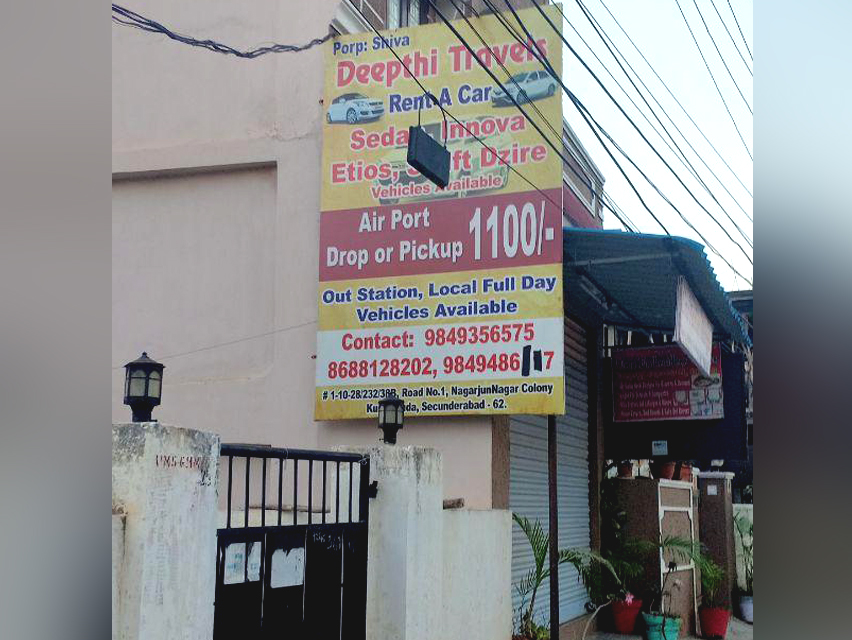 Porp: Shiva
Deepthi Travels
Rent A Car
Innova
Etios, Dzire
Vehicles Available
Air Port
Drop or Pickup 1100/-
Out Station, Local Full Day
Vehicles Available
Contact: 9849356575
8688128202,
# 1-10-28/232/38B, Road No.1, NagarjunNagar Colony
Secunderabad - 62.